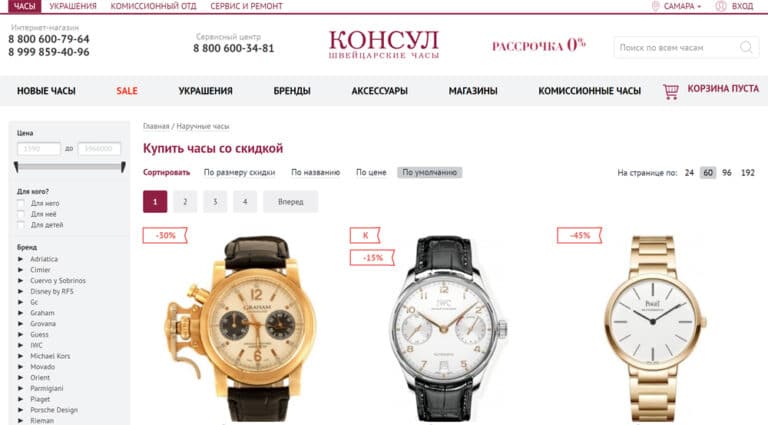 ЧАСЫ УКРАШЕНИЯ КОМИССИОННЫЙ ОТД СЕРВИС И РЕМОНТ САМАРА ВХОД
Интернет-магазин
8 800 600-79-64
8 999 859-40-96
Сервисный центр
8 800 600-34-81
КОНСУЛ
ШВЕЙЦАРСКИЕ ЧАСЫ
РАССРОЧКА 0%
Поиск по всем часам
НОВЫЕ ЧАСЫ SALE УКРАШЕНИЯ БРЕНДЫ АКСЕССУАРЫ МАГАЗИНЫ КОМИССИОННЫЕ ЧАСЫ КОРЗИНА ПУСТА
Цена
1590 до 1966000
Для кого?
Для него
Для неё
Для детей
Бренд
Adriatica
Cimier
Cuervo y Sobrinos
Disney by RFS
Gc
Graham
Grovana
Guess
IWC
Michael Kors
Movado
Orient
Parmigiani
Piaget
Porsche Design
Rieman
Главная / Наручные часы
Купить часы со скидкой
Сортировать По размеру скидки По названию По цене По умолчанию На странице по: 24 60 96 192
1 2 3 4 Вперед
-30%
GRAHAM
K
-15%
IWC
-45%
PIAGET